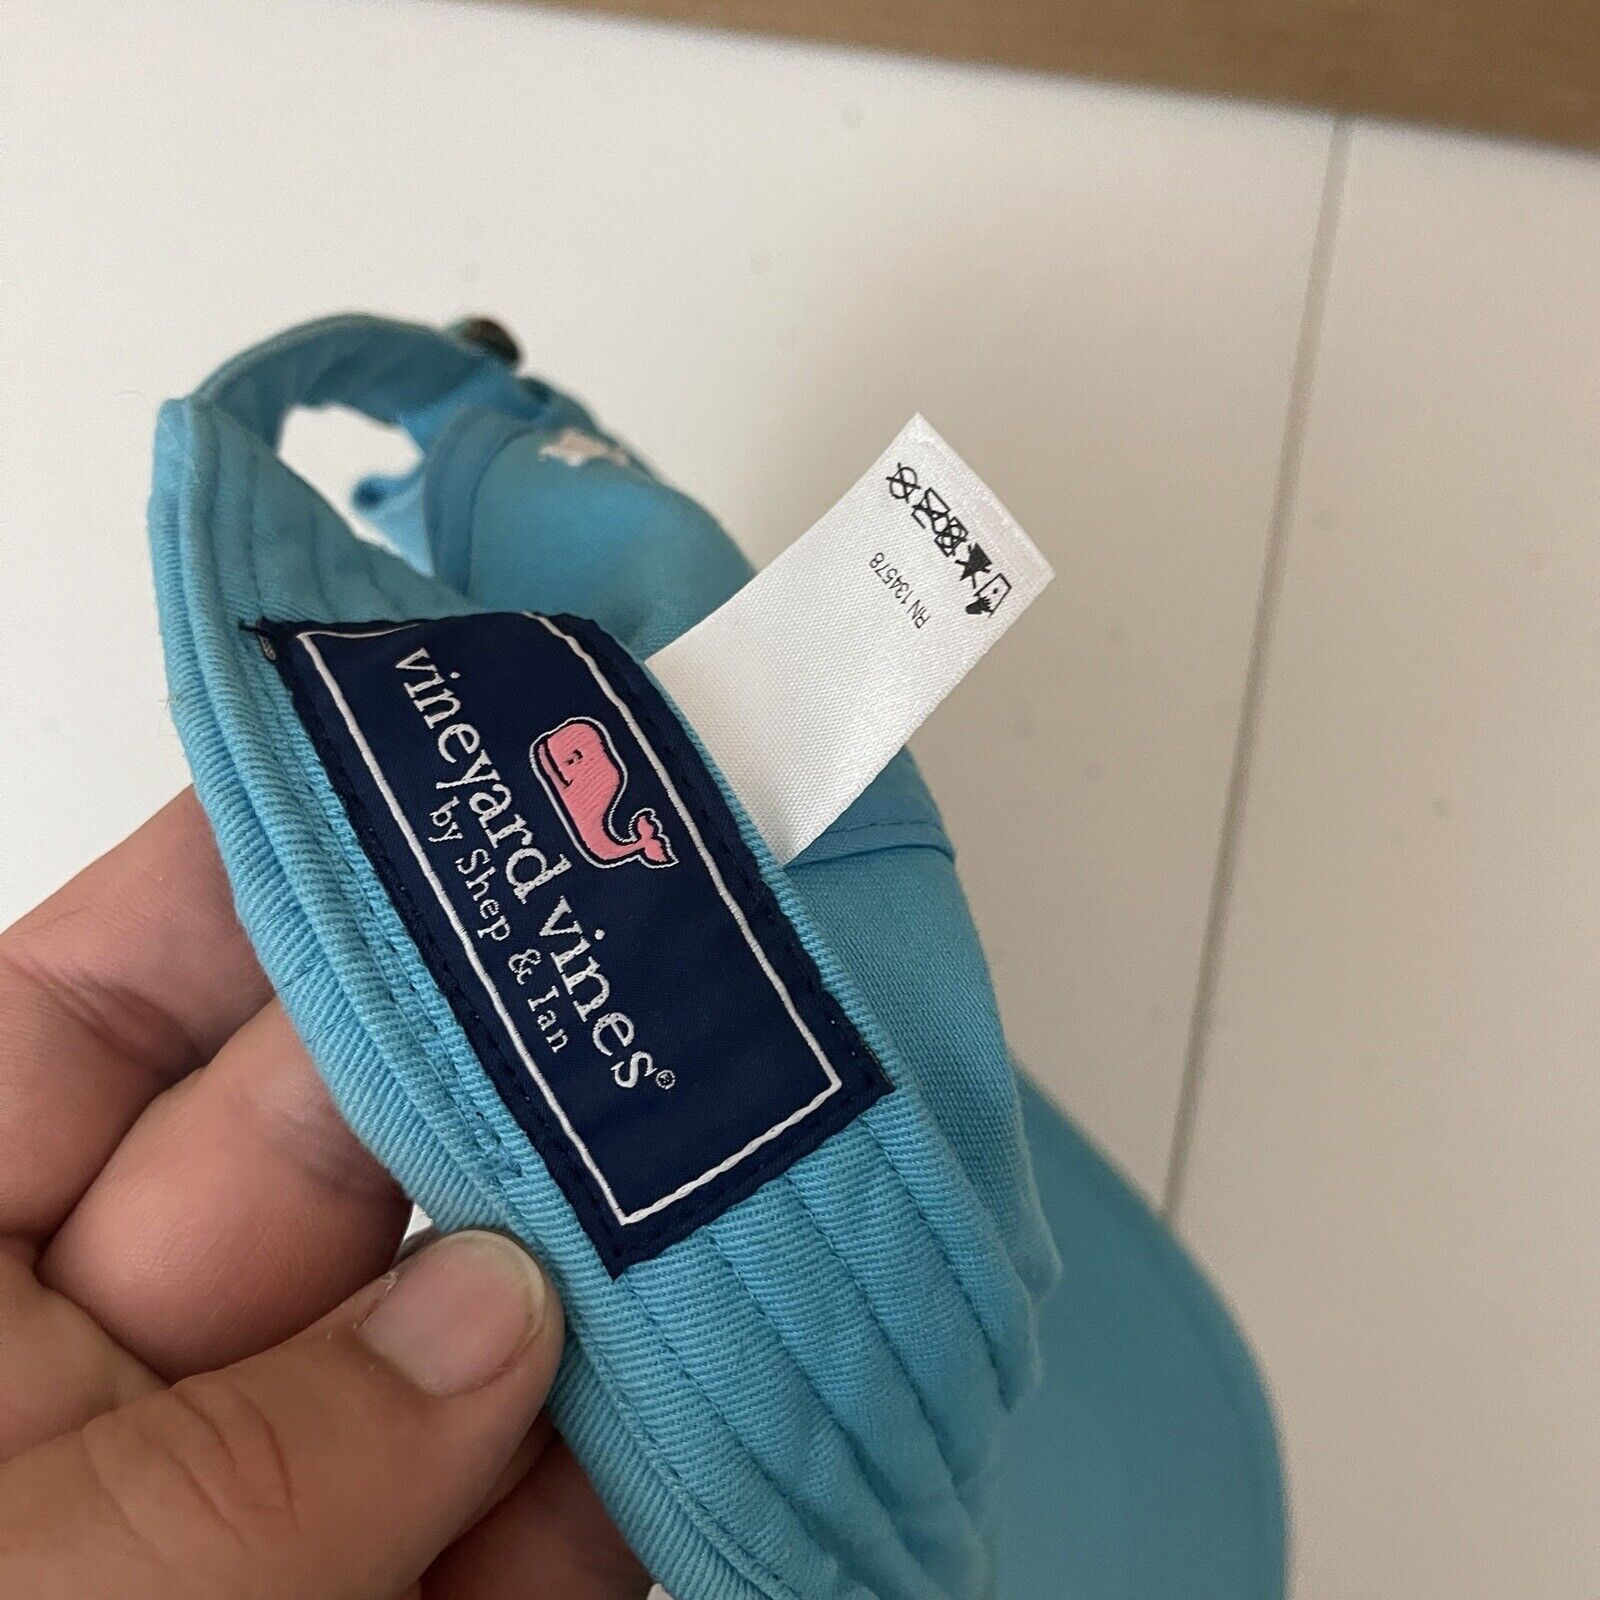 vineyard vines®
by Shep & Ian
RN 134578